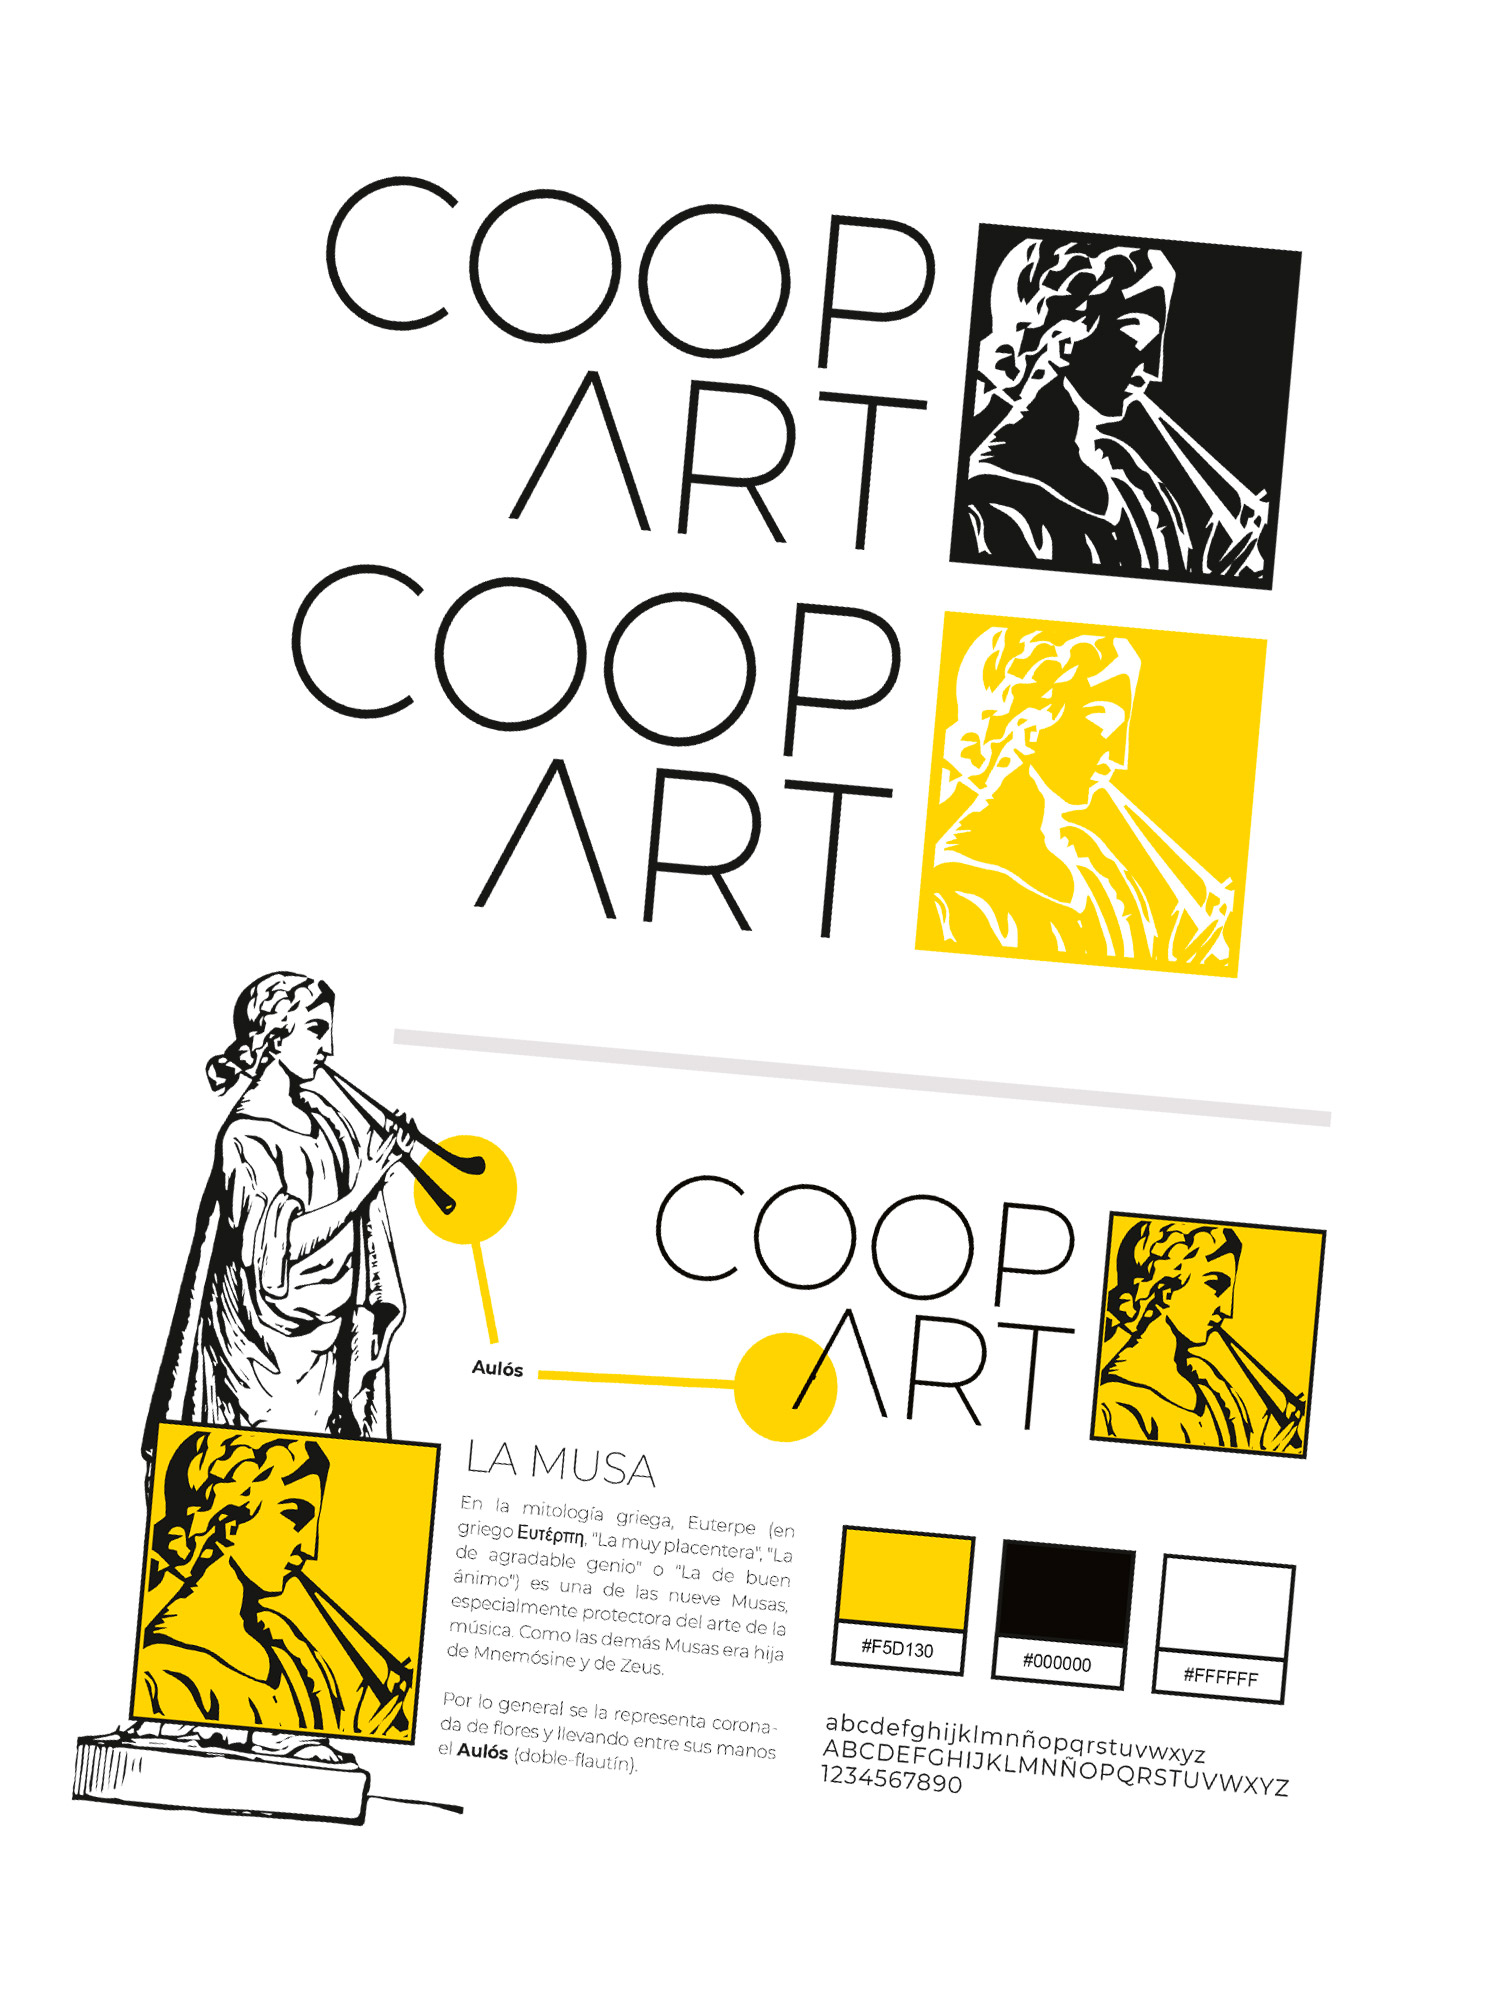 COOP
ART
COOP
ART
COOP
ART
Aulós
LA MUSA
En la mitología griega, Euterpe (en
griego Ευτέρπη, "La muy placentera", "La
de agradable genio" o "La de buen
ánimo") es una de las nueve Musas,
especialmente protectora del arte de la
música. Como las demás Musas era hija
de Mnemósine y de Zeus.
Por lo general se la representa corona-
da de flores y llevando entre sus manos
el Aulós (doble-flautín).
#F5D130
#000000
#FFFFFF
abcdefghijklmnñopqrstuvwxyz
ABCDEFGHIJKLMNÑOPQRSTUVWXYZ
1234567890